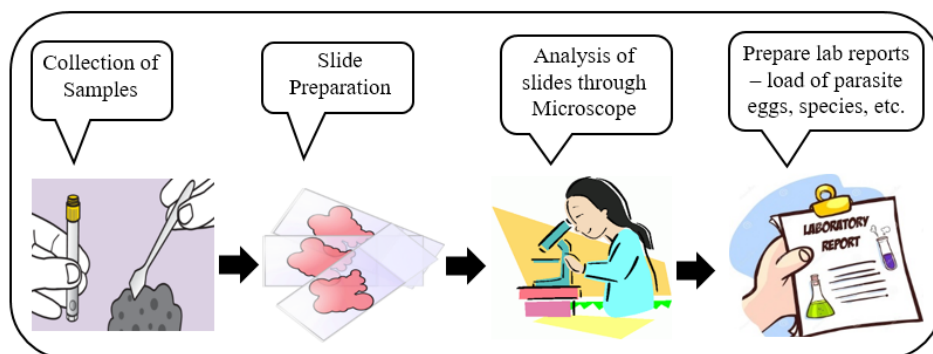 Collection of
Samples
Slide
Preparation
Analysis of
slides through
Microscope
Prepare lab reports
– load of parasite
eggs, species, etc.
LABORATORY
REPORT